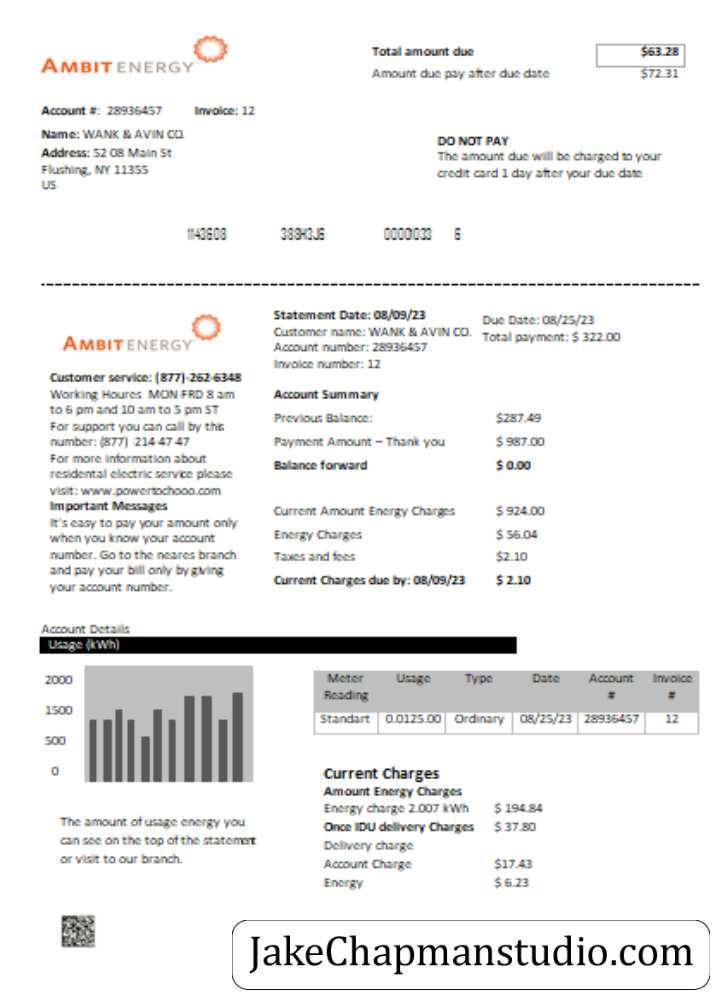 AMBIT ENERGY
Total amount due $63.28
Amount due pay after due date $72.31
Account #: 28936457 Invoice: 12
Name: WANK & AVIN CO.
Address: 52 08 Main St
Flushing, NY 11355
US
DO NOT PAY
The amount due will be charged to your
credit card 1 day after your due date
1143608 388H3J6 00001033 6
AMBIT ENERGY
Customer service: (877)-262-6348
Working Houres MON-FRD 8 am
to 6 pm and 10 am to 5 pm ST
For support you can call by this
number: (877) 214-47 47
For more information about
residental electric service please
visit: www.powertochooo.com
Important Messages
It's easy to pay your amount only
when you know your account
number. Go to the neares branch
and pay your bill only by giving
your account number.
Statement Date: 08/09/23
Customer name: WANK & AVIN CO.
Account number: 28936457
Invoice number: 12
Due Date: 08/25/23
Total payment: $ 322.00
Account Summary
Previous Balance: $287.49
Payment Amount – Thank you $ 987.00
Balance forward $ 0.00
Current Amount Energy Charges $ 924.00
Energy Charges $ 56.04
Taxes and fees $2.10
Current Charges due by: 08/09/23 $ 2.10
Account Details
Usage (kWh)
2000
1500
500
0
The amount of usage energy you
can see on the top of the statement
or visit to our branch.
Meter Reading Usage Type Date Account # Invoice #
Standart 0.0125.00 Ordinary 08/25/23 28936457 12
Current Charges
Amount Energy Charges
Energy charge 2.007 kWh $ 194.84
Once IDU delivery Charges $ 37.80
Delivery charge
Account Charge $17.43
Energy $ 6.23
JakeChapmanstudio.com